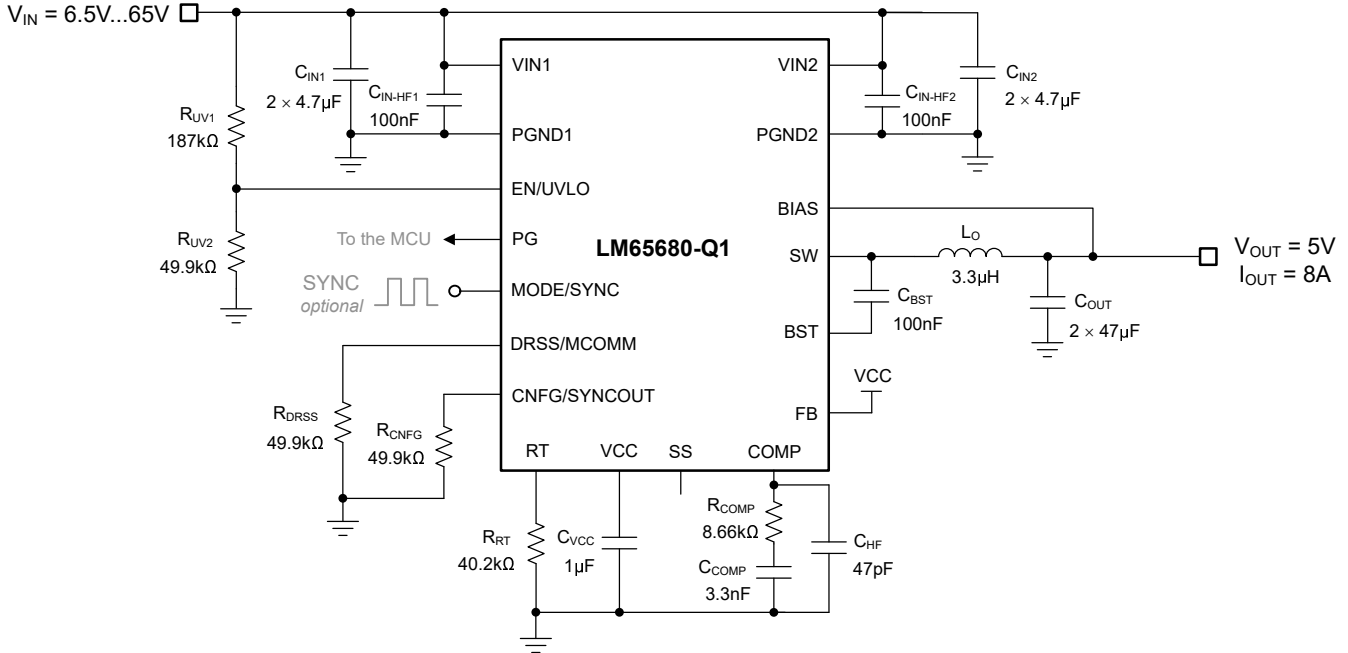 V_IN = 6.5V...65V
C_IN1
2 × 4.7µF
C_IN-HF1
100nF
R_UV1
187kΩ
R_UV2
49.9kΩ
VIN1
PGND1
EN/UVLO
To the MCU
PG
SYNC
optional
MODE/SYNC
DRSS/MCOMM
CNFG/SYNCOUT
LM65680-Q1
VIN2
PGND2
BIAS
SW
BST
FB
RT
VCC
SS
COMP
C_IN-HF2
100nF
C_IN2
2 × 4.7µF
L_O
3.3µH
C_BST
100nF
C_OUT
2 × 47µF
V_OUT = 5V
I_OUT = 8A
VCC
R_DRSS
49.9kΩ
R_CNFG
49.9kΩ
R_RT
40.2kΩ
C_VCC
1µF
R_COMP
8.66kΩ
C_COMP
3.3nF
C_HF
47pF